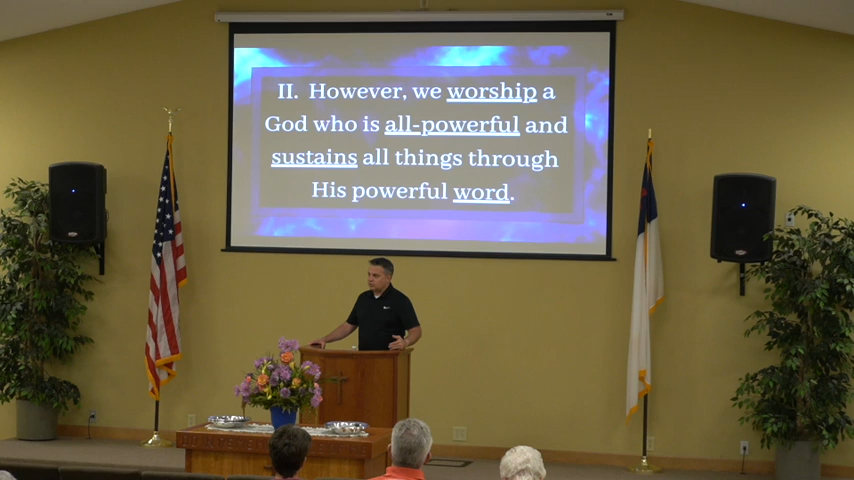 II. However, we worship a
God who is all-powerful and
sustains all things through
His powerful word.